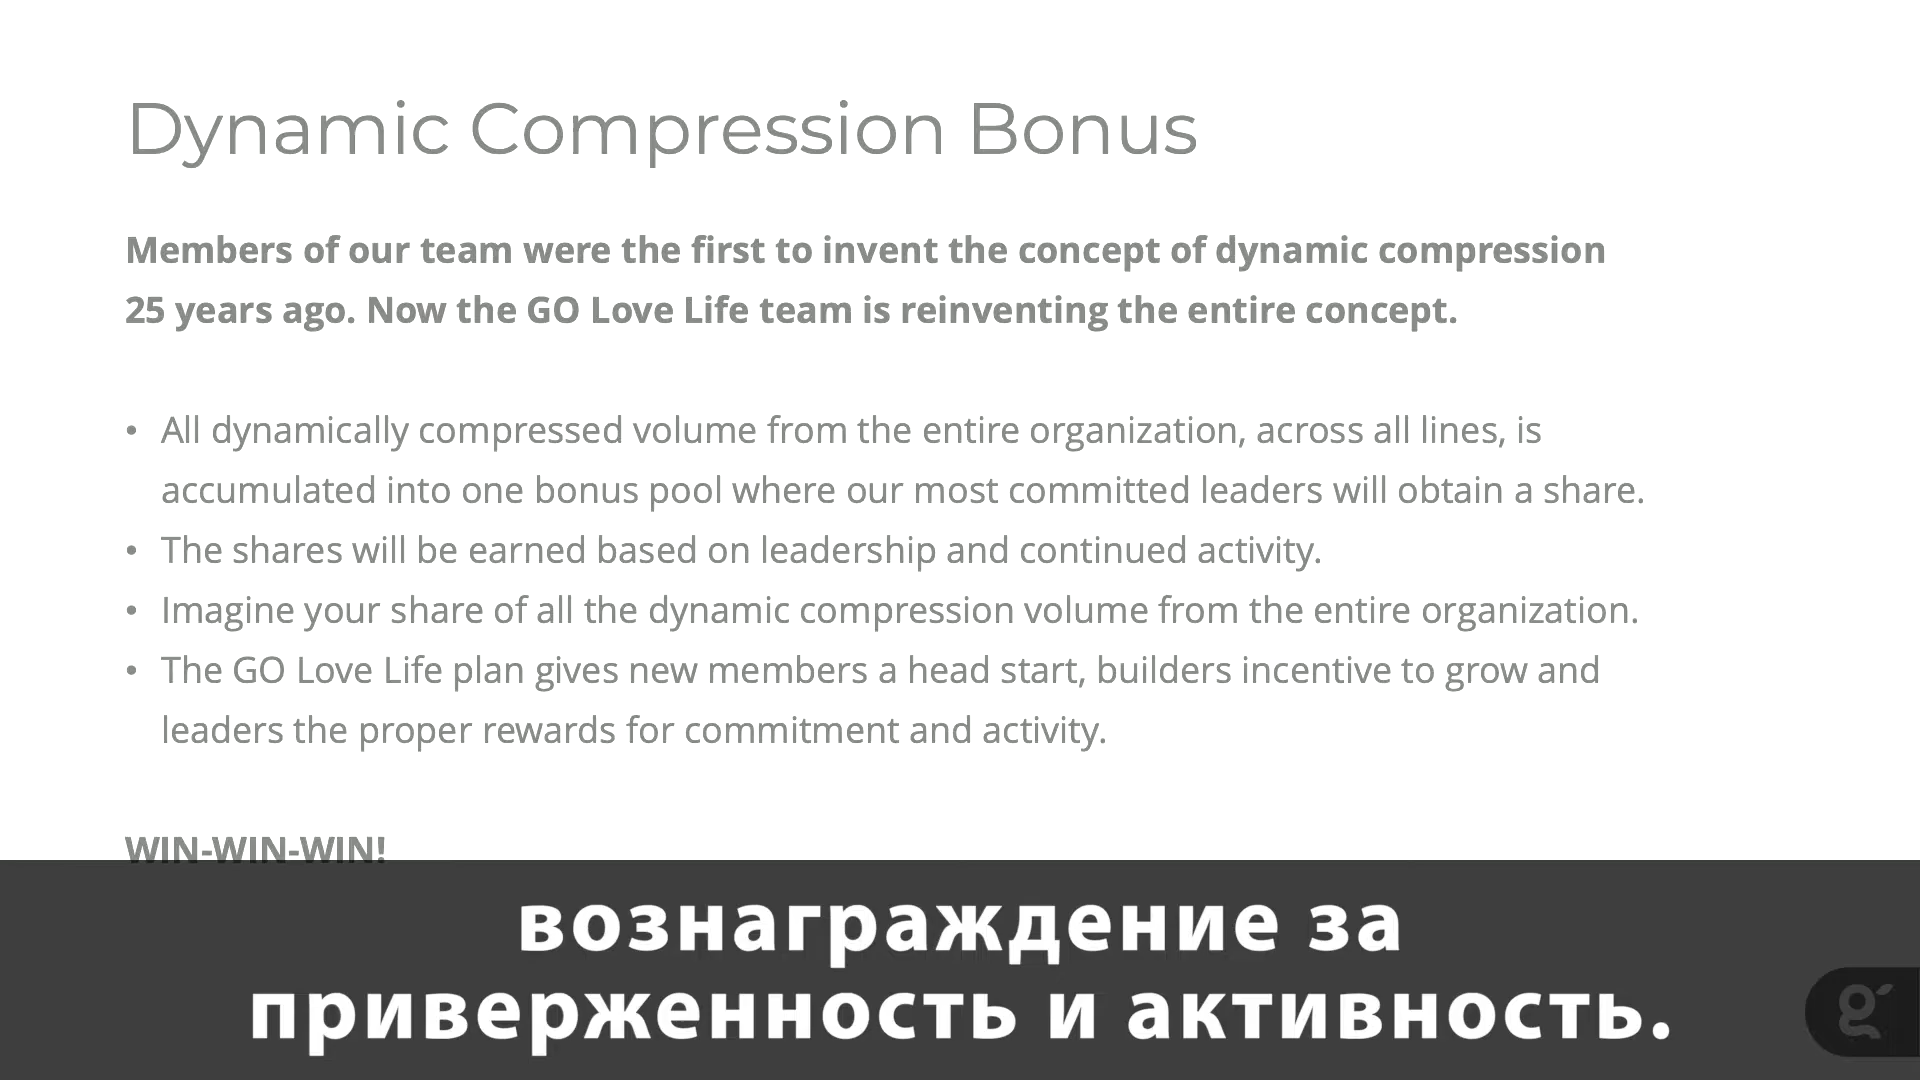 Dynamic Compression Bonus
Members of our team were the first to invent the concept of dynamic compression
25 years ago. Now the GO Love Life team is reinventing the entire concept.
• All dynamically compressed volume from the entire organization, across all lines, is
accumulated into one bonus pool where our most committed leaders will obtain a share.
• The shares will be earned based on leadership and continued activity.
• Imagine your share of all the dynamic compression volume from the entire organization.
• The GO Love Life plan gives new members a head start, builders incentive to grow and
leaders the proper rewards for commitment and activity.
WIN-WIN-WIN!
вознаграждение за
приверженность и активность.
g